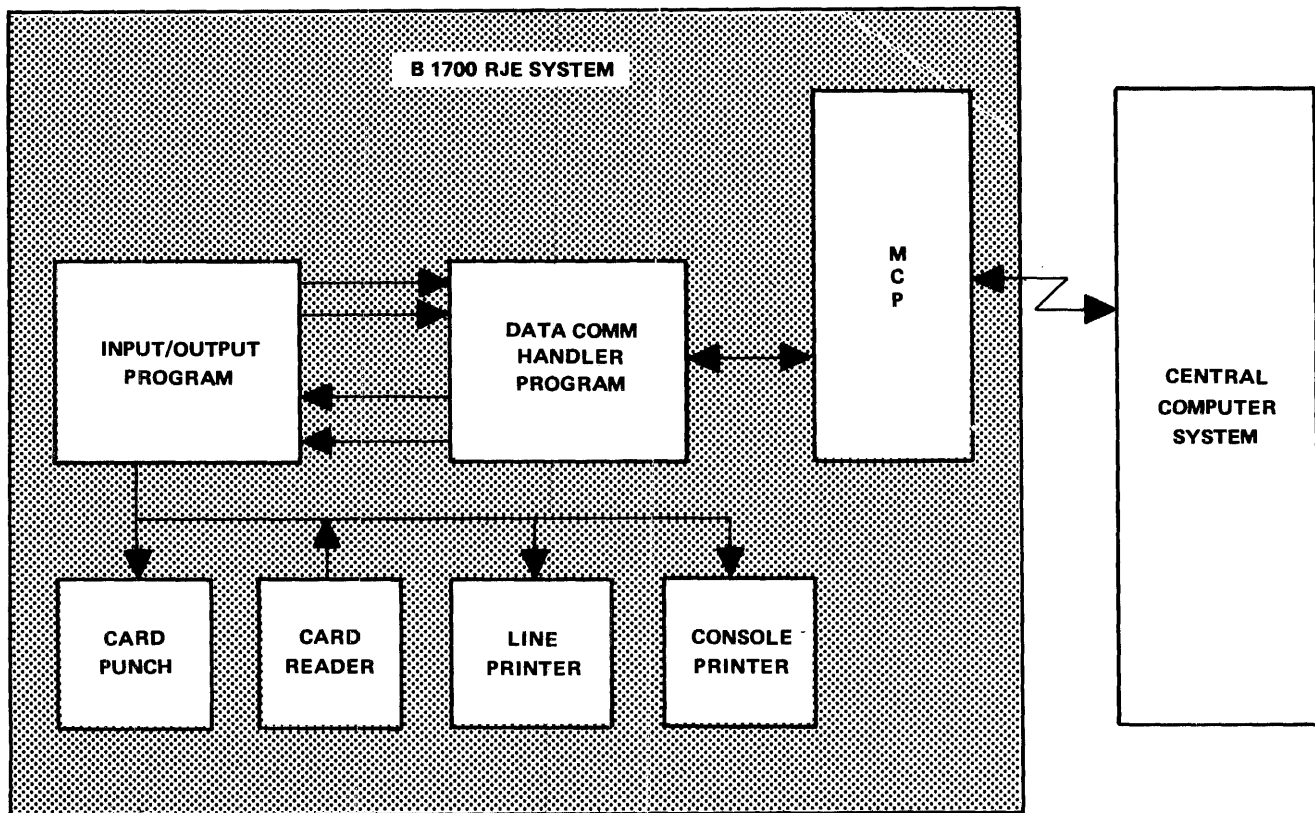 B 1700 RJE SYSTEM
M
C
P
INPUT/OUTPUT
PROGRAM
DATA COMM
HANDLER
PROGRAM
CENTRAL
COMPUTER
SYSTEM
CARD
PUNCH
CARD
READER
LINE
PRINTER
CONSOLE
PRINTER